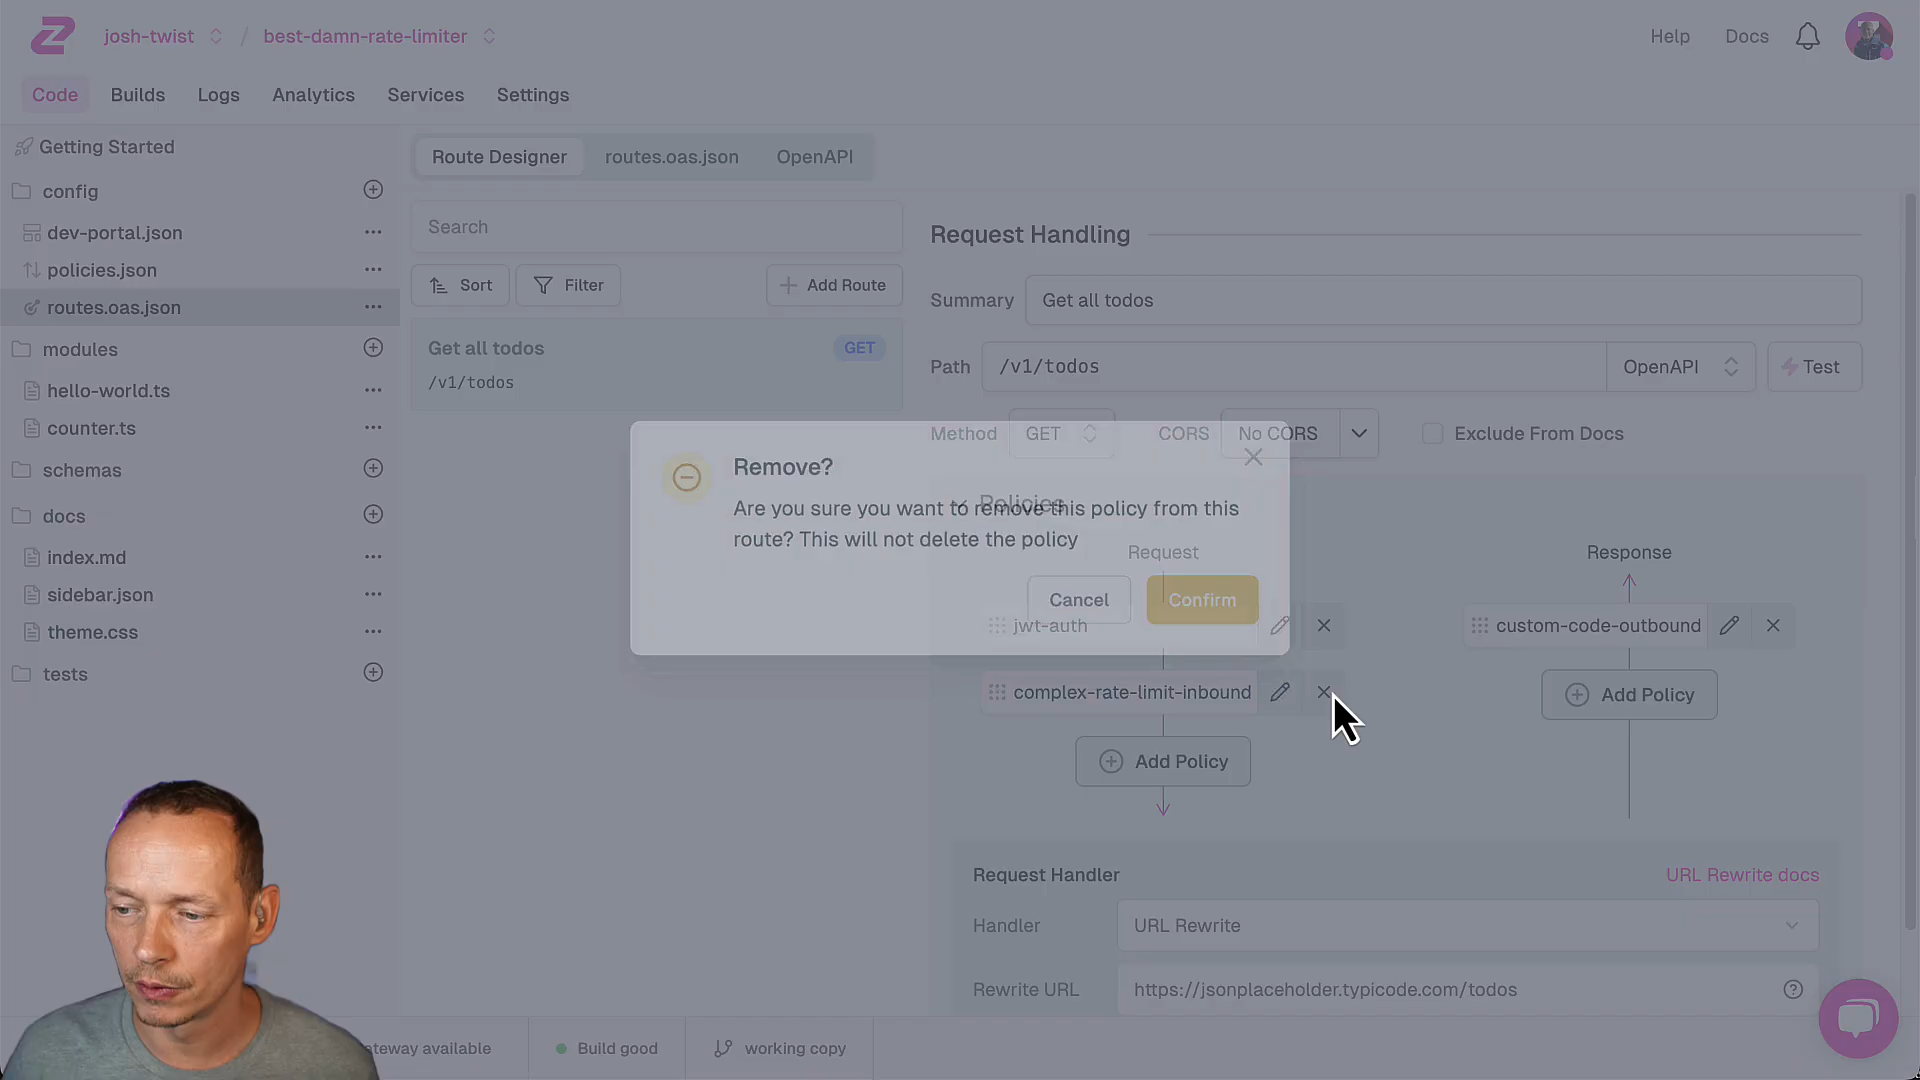 josh-twist / best-damn-rate-limiter
Help Docs
Code Builds Logs Analytics Services Settings
Getting Started
config
dev-portal.json
policies.json
routes.oas.json
modules
hello-world.ts
counter.ts
schemas
docs
index.md
sidebar.json
theme.css
tests
Route Designer routes.oas.json OpenAPI
Search
Sort Filter Add Route
Get all todos GET
/v1/todos
Request Handling
Summary Get all todos
Path /v1/todos OpenAPI Test
Method GET CORS No CORS Exclude From Docs
Remove?
Are you sure you want to remove this policy from this
route? This will not delete the policy
Cancel Confirm
Policies
Request
jwt-auth
complex-rate-limit-inbound
Add Policy
Response
custom-code-outbound
Add Policy
Request Handler URL Rewrite docs
Handler URL Rewrite
Rewrite URL https://jsonplaceholder.typicode.com/todos
available Build good working copy